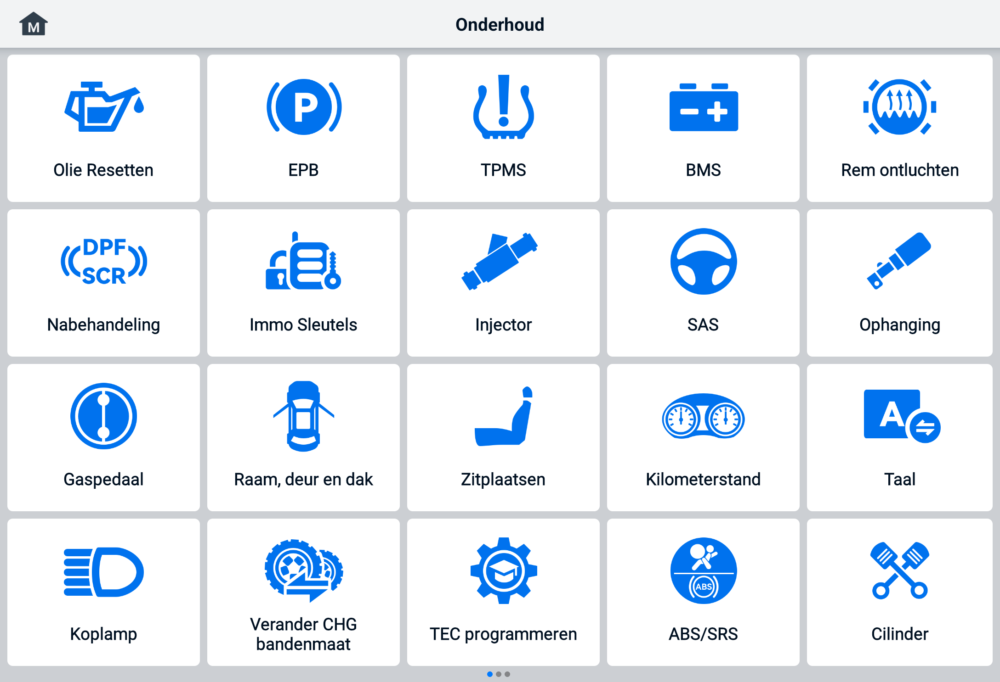 M
Onderhoud
P
Olie Resetten
EPB
TPMS
BMS
Rem ontluchten
DPF
SCR
Nabehandeling
Immo Sleutels
Injector
SAS
Ophanging
A
Gaspedaal
Raam, deur en dak
Zitplaatsen
Kilometerstand
Taal
ABS
Koplamp
Verander CHG
bandenmaat
TEC programmeren
ABS/SRS
Cilinder